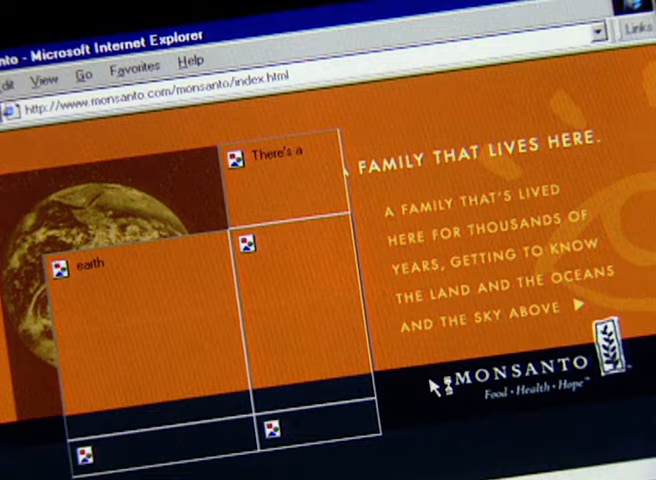 nto - Microsoft Internet Explorer
dit View Go Favorites Help
Links
http://www.monsanto.com/monsanto/index.html
There's a
FAMILY THAT LIVES HERE.
earth
A FAMILY THAT'S LIVED
HERE FOR THOUSANDS OF
YEARS, GETTING TO KNOW
THE LAND AND THE OCEANS
AND THE SKY ABOVE
MONSANTO
Food · Health · Hope™